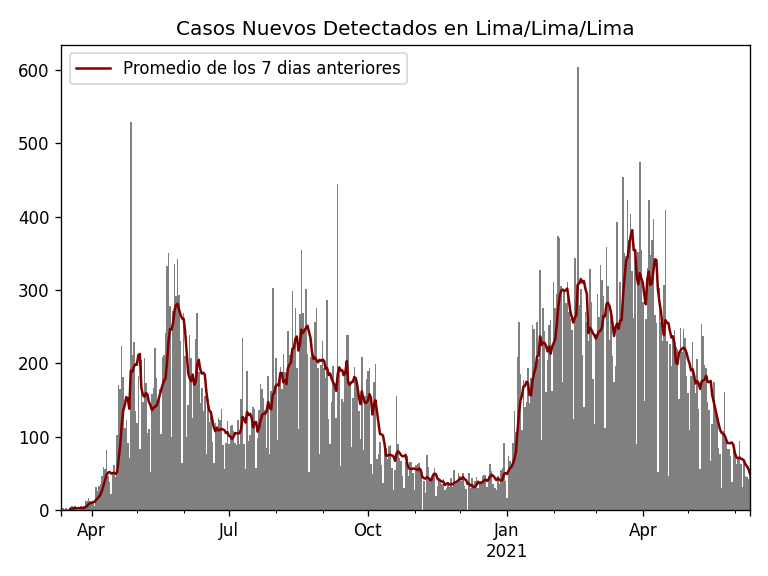 Casos Nuevos Detectados en Lima/Lima/Lima
Promedio de los 7 dias anteriores
600
500
400
300
200
100
0
Apr Jul Oct Jan Apr
2021